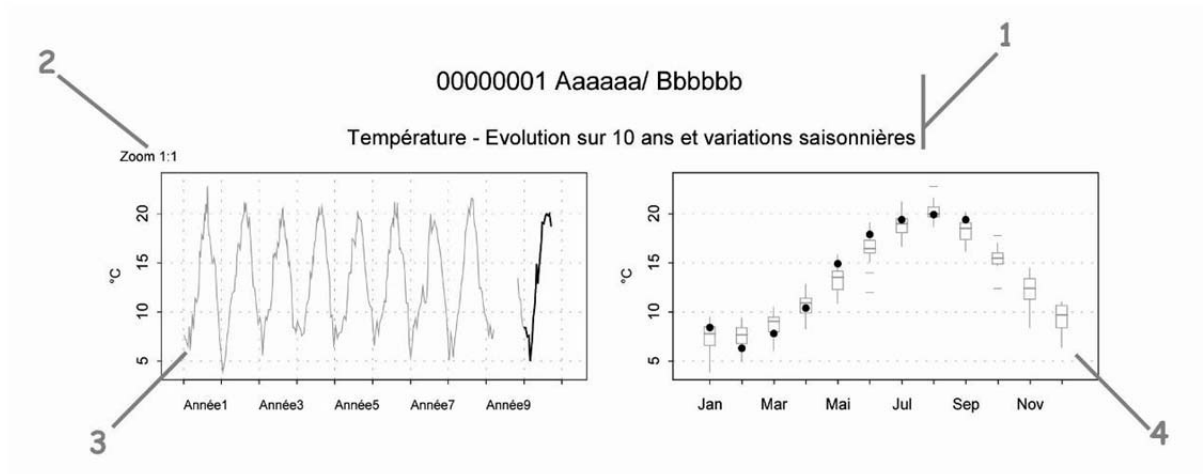 1
2
00000001 Aaaaaa/ Bbbbbb
Température - Evolution sur 10 ans et variations saisonnières
Zoom 1:1
°C
20
15
10
5
Année1 Année3 Année5 Année7 Année9
°C
20
15
10
5
Jan Mar Mai Jul Sep Nov
3
4